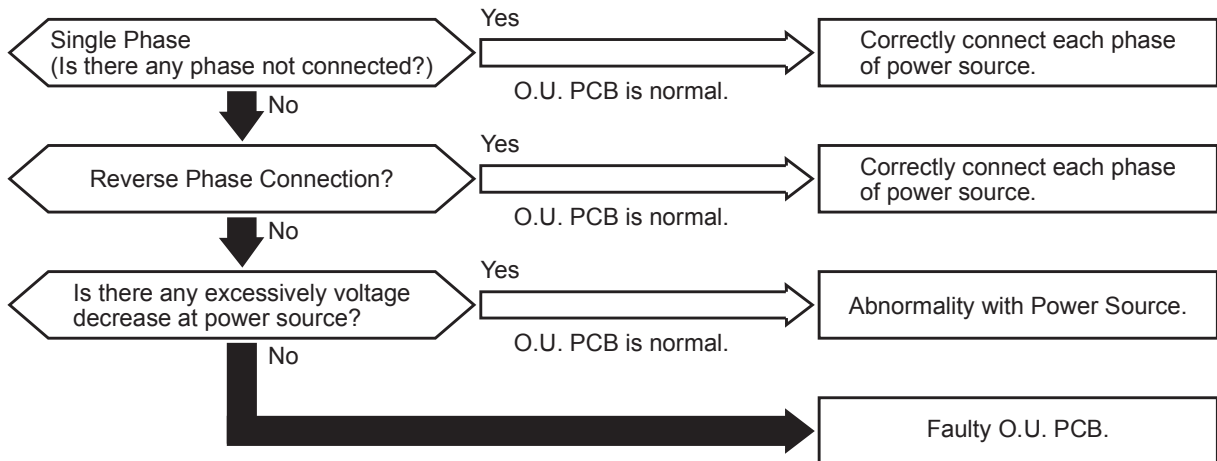 Single Phase
(Is there any phase not connected?)
Yes
O.U. PCB is normal.
Correctly connect each phase
of power source.
No
Reverse Phase Connection?
Yes
O.U. PCB is normal.
Correctly connect each phase
of power source.
No
Is there any excessively voltage
decrease at power source?
Yes
O.U. PCB is normal.
Abnormality with Power Source.
No
Faulty O.U. PCB.